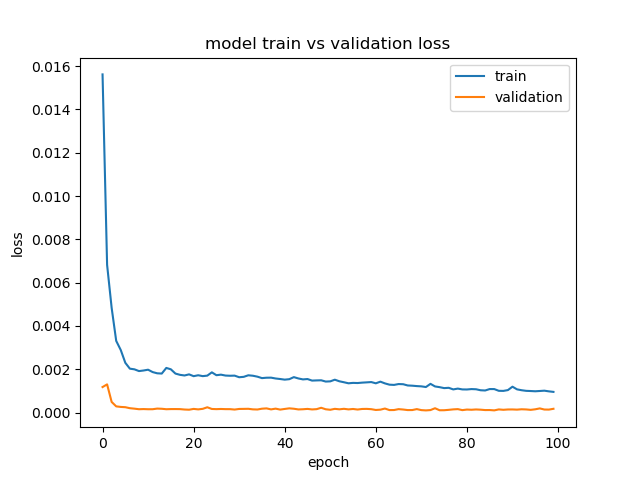 model train vs validation loss
0.016
0.014
0.012
0.010
0.008
0.006
0.004
0.002
0.000
loss
train
validation
0 20 40 60 80 100
epoch